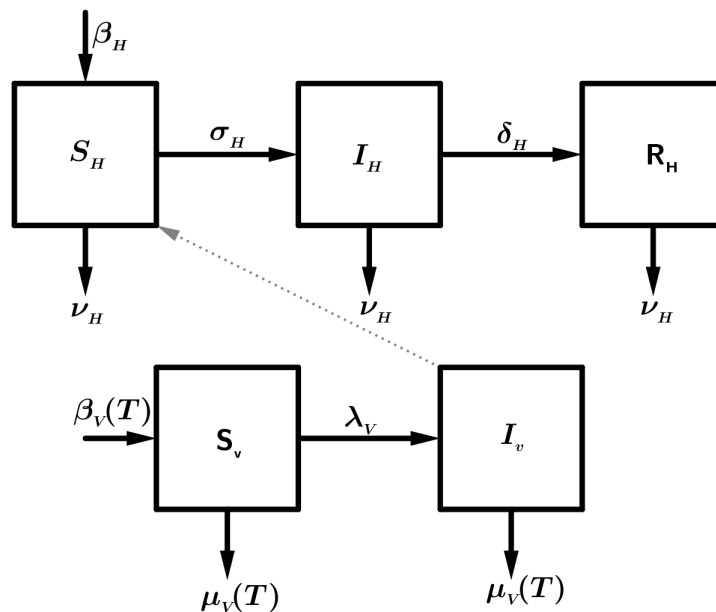 β_H
S_H
σ_H
I_H
δ_H
R_H
ν_H
ν_H
ν_H
β_V(T)
S_v
λ_V
I_v
μ_V(T)
μ_V(T)